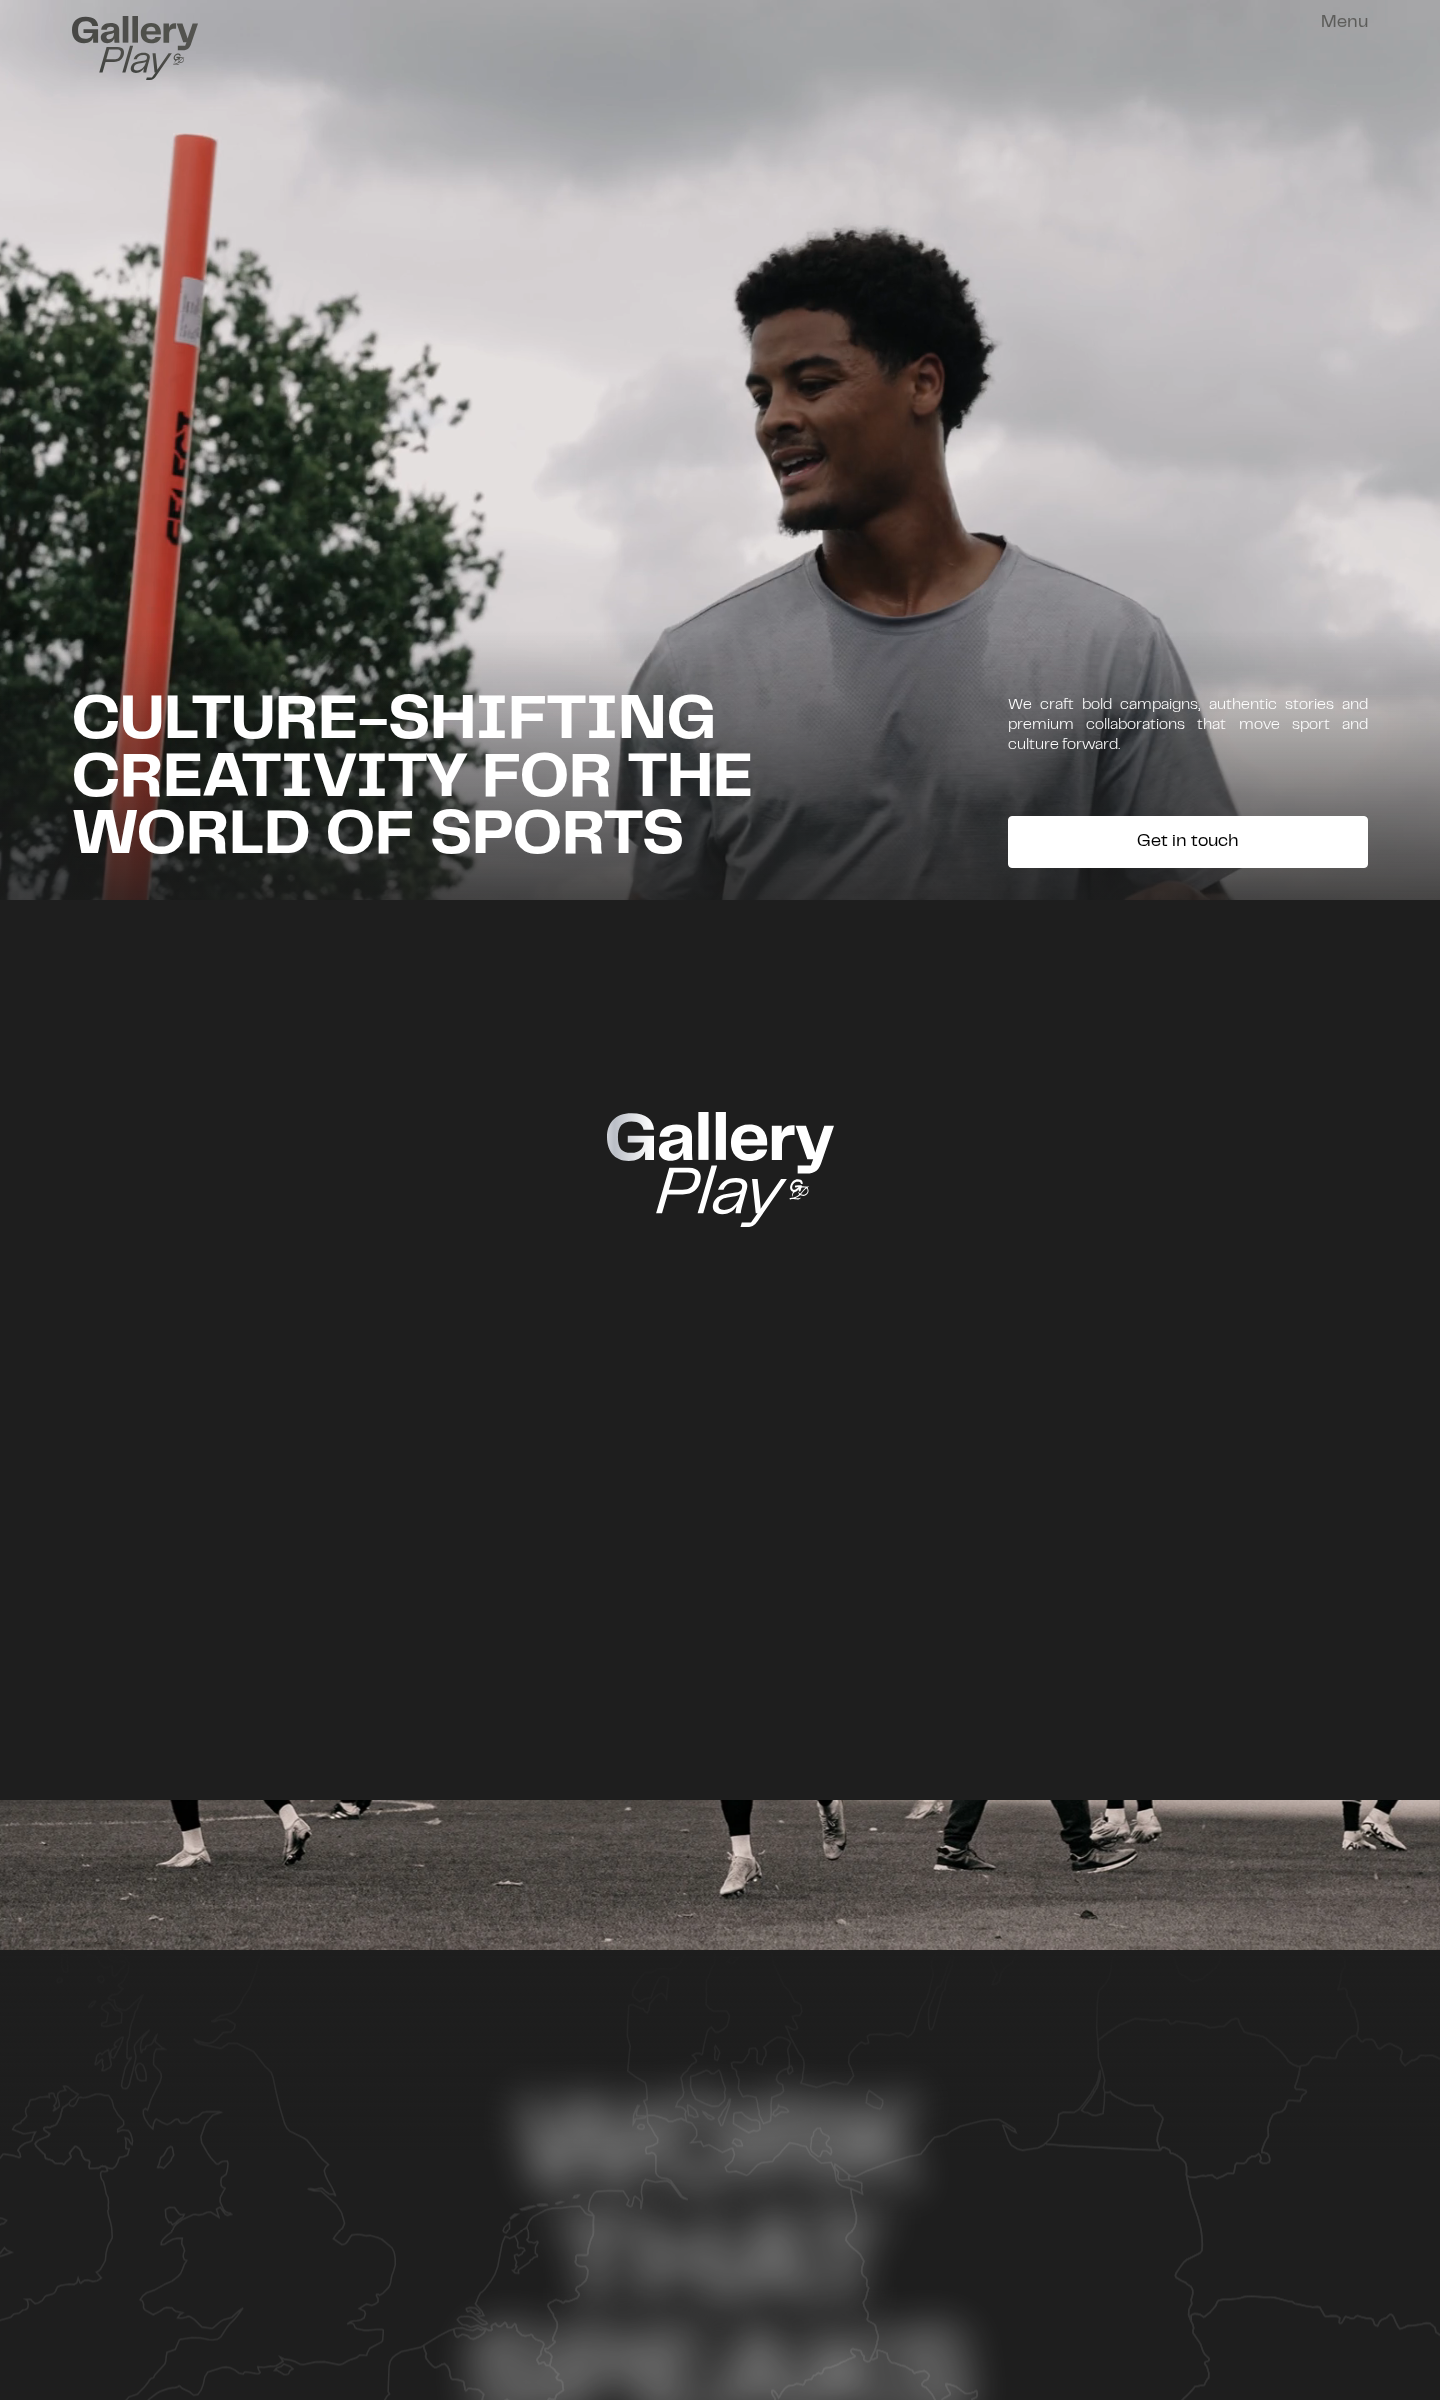 Gallery
Play
Menu
CULTURE-SHIFTING
CREATIVITY FOR THE
WORLD OF SPORTS
We craft bold campaigns, authentic stories and
premium collaborations that move sport and
culture forward.
Get in touch
Gallery
Play